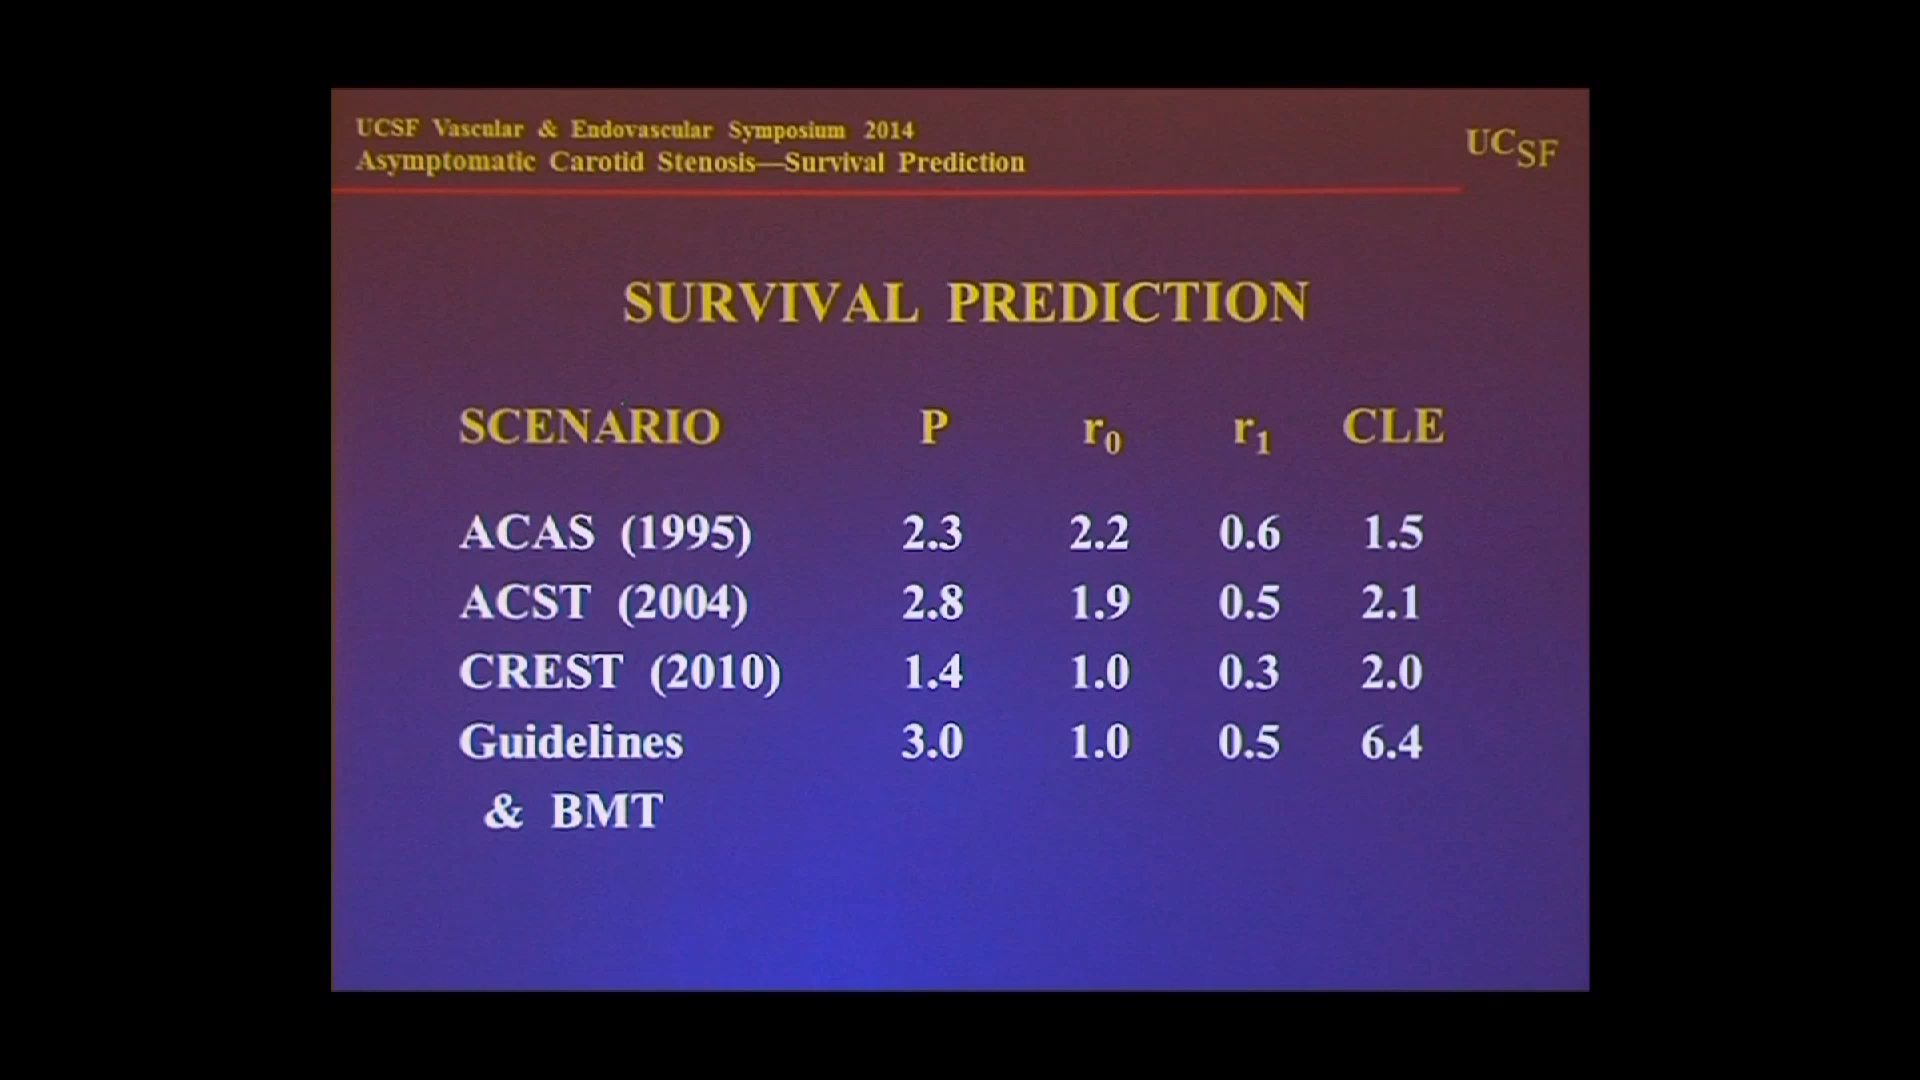 UCSF Vascular & Endovascular Symposium 2014
Asymptomatic Carotid Stenosis—Survival Prediction
UCSF
SURVIVAL PREDICTION
SCENARIO P r₀ r₁ CLE
ACAS (1995) 2.3 2.2 0.6 1.5
ACST (2004) 2.8 1.9 0.5 2.1
CREST (2010) 1.4 1.0 0.3 2.0
Guidelines 3.0 1.0 0.5 6.4
& BMT